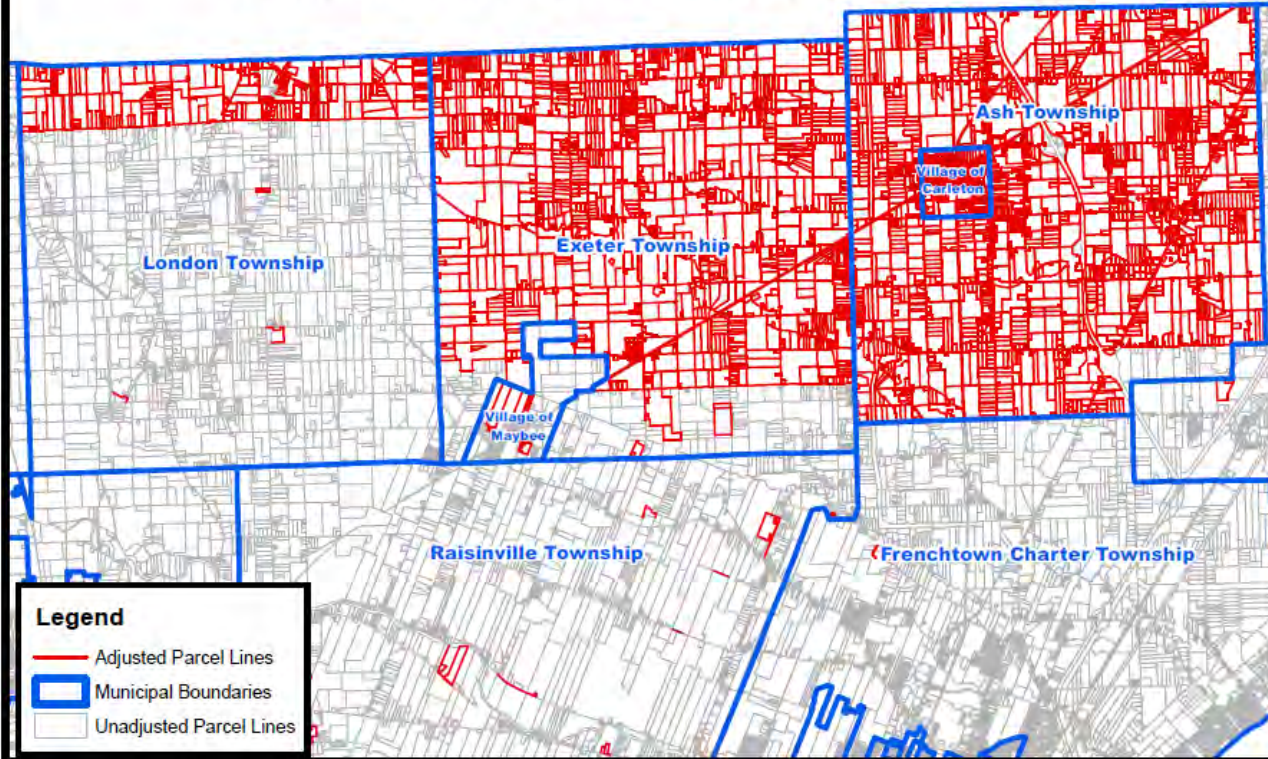 Ash Township
Village of
Carleton
Exeter Township
London Township
Village of
Maybee
Raisinville Township
Frenchtown Charter Township
Legend
Adjusted Parcel Lines
Municipal Boundaries
Unadjusted Parcel Lines